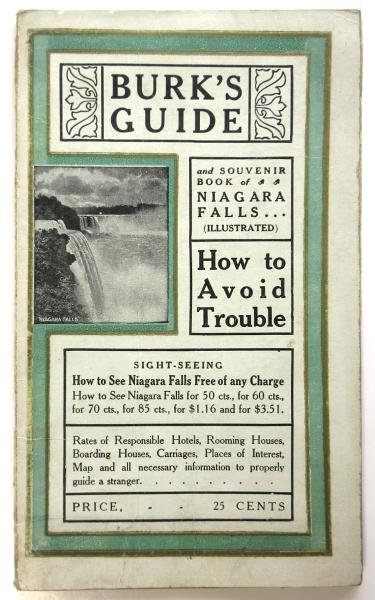 BURK'S
GUIDE
and SOUVENIR
BOOK of
NIAGARA
FALLS...
(ILLUSTRATED)
How to
Avoid
Trouble
NIAGARA FALLS
SIGHT-SEEING
How to See Niagara Falls Free of any Charge
How to See Niagara Falls for 50 cts., for 60 cts.,
for 70 cts., for 85 cts., for $1.16 and for $3.51.
Rates of Responsible Hotels, Rooming Houses,
Boarding Houses, Carriages, Places of Interest,
Map and all necessary information to properly
guide a stranger. . . . . . . . . .
PRICE, - - 25 CENTS